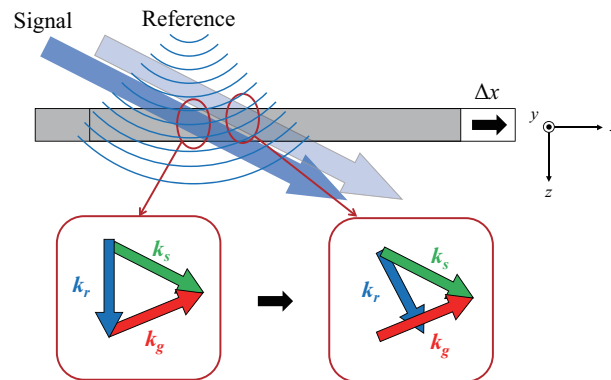 Signal
Reference
Δx
y
z
k_s
k_r
k_g
k_s
k_r
k_g